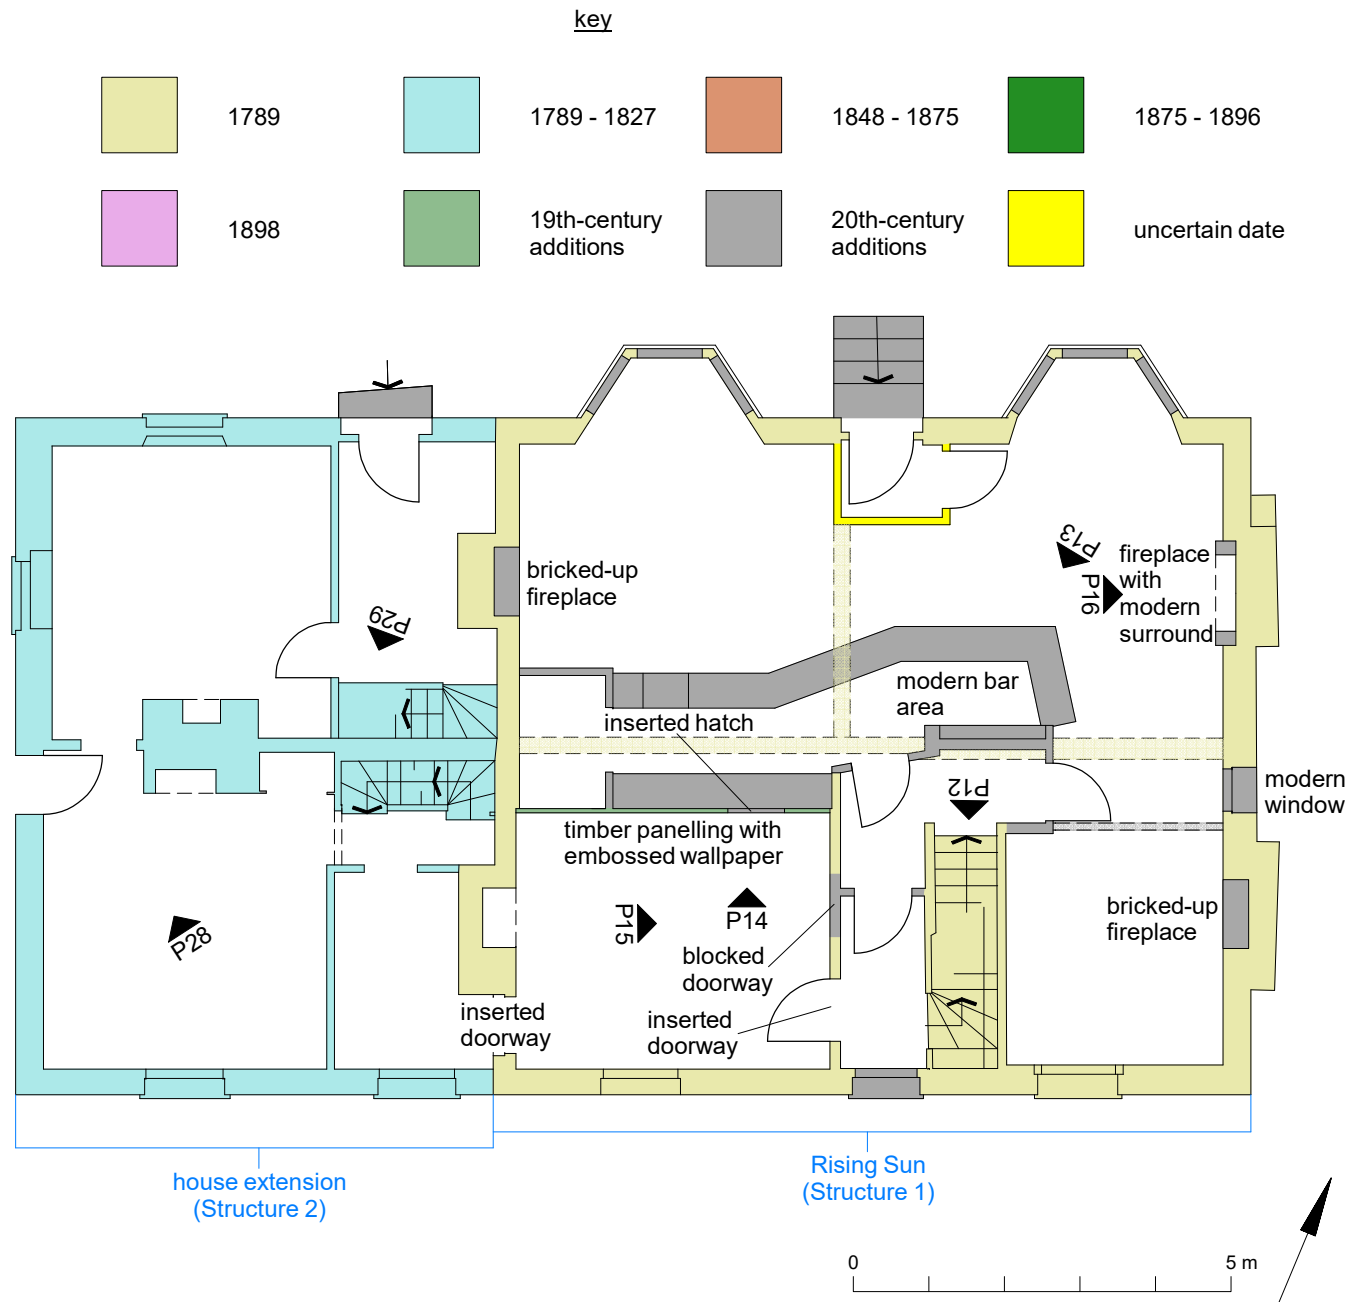 key
1789
1789 - 1827
1848 - 1875
1875 - 1896
1898
19th-century
additions
20th-century
additions
uncertain date
bricked-up
fireplace
P13
P16
fireplace
with
modern
surround
P29
modern bar
area
inserted hatch
P12
modern
window
timber panelling with
embossed wallpaper
P28
P15
P14
bricked-up
fireplace
blocked
doorway
inserted
doorway
inserted
doorway
house extension
(Structure 2)
Rising Sun
(Structure 1)
0
5 m